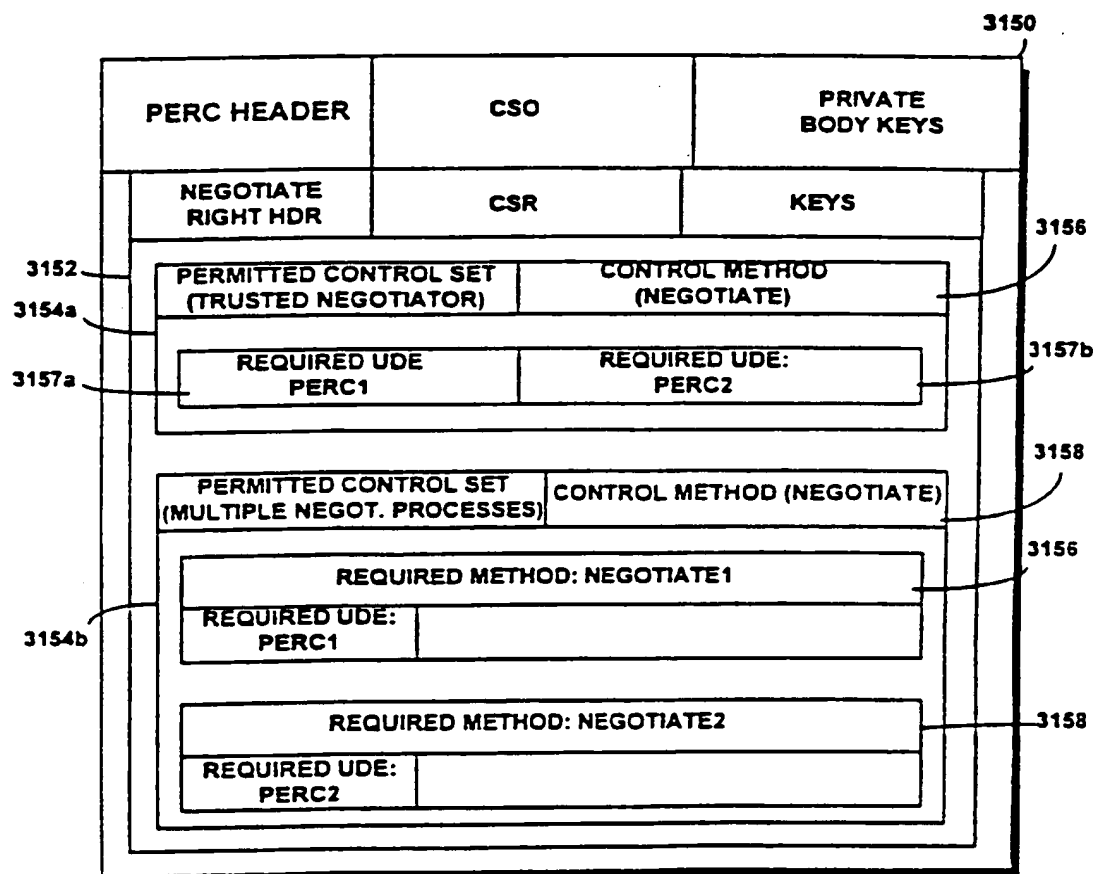 3150
PERC HEADER
CSO
PRIVATE
BODY KEYS
NEGOTIATE
RIGHT HDR
CSR
KEYS
3156
3152
PERMITTED CONTROL SET
(TRUSTED NEGOTIATOR)
CONTROL METHOD
(NEGOTIATE)
3154a
REQUIRED UDE
PERC1
REQUIRED UDE:
PERC2
3157b
3157a
3158
PERMITTED CONTROL SET
(MULTIPLE NEGOT. PROCESSES)
CONTROL METHOD (NEGOTIATE)
3156
REQUIRED METHOD: NEGOTIATE1
REQUIRED UDE:
PERC1
3154b
REQUIRED METHOD: NEGOTIATE2
3158
REQUIRED UDE:
PERC2